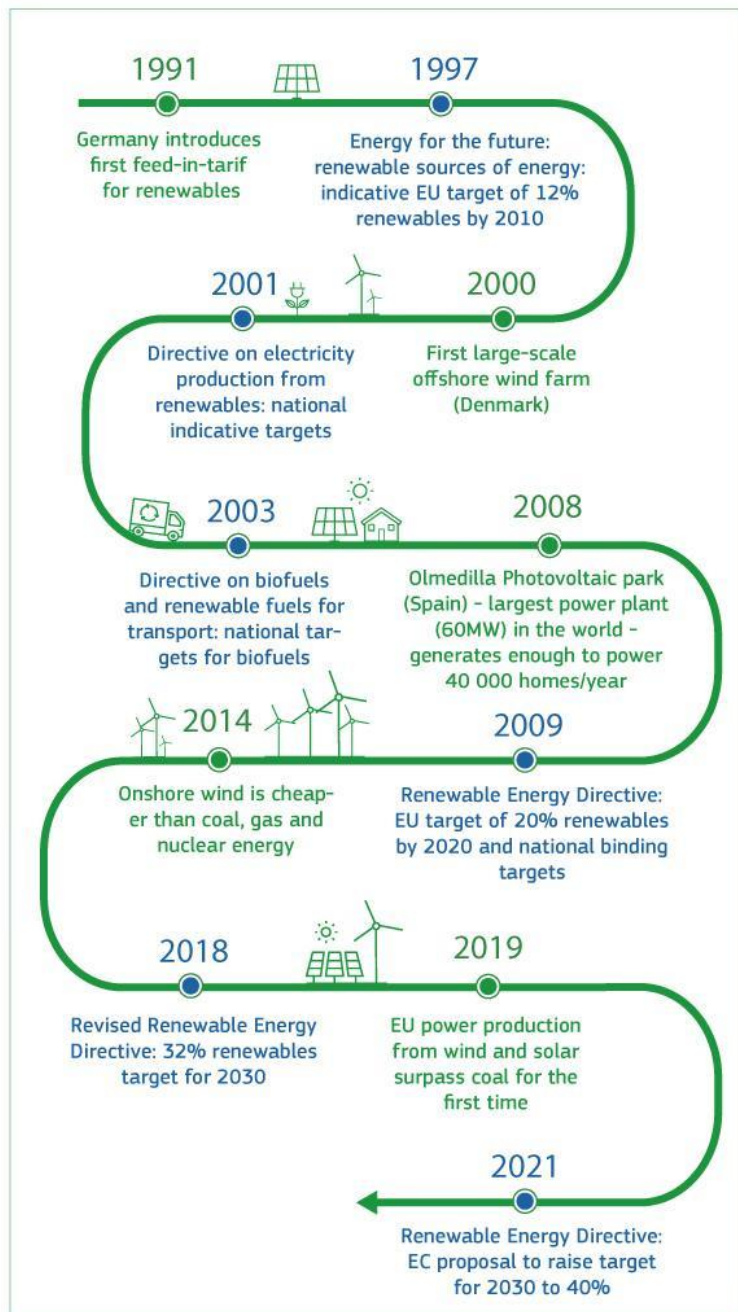 1991
Germany introduces
first feed-in-tarif
for renewables
1997
Energy for the future:
renewable sources of energy:
indicative EU target of 12%
renewables by 2010
2000
First large-scale
offshore wind farm
(Denmark)
2001
Directive on electricity
production from
renewables: national
indicative targets
2003
Directive on biofuels
and renewable fuels for
transport: national tar-
gets for biofuels
2008
Olmedilla Photovoltaic park
(Spain) - largest power plant
(60MW) in the world -
generates enough to power
40 000 homes/year
2009
Renewable Energy Directive:
EU target of 20% renewables
by 2020 and national binding
targets
2014
Onshore wind is cheap-
er than coal, gas and
nuclear energy
2018
Revised Renewable Energy
Directive: 32% renewables
target for 2030
2019
EU power production
from wind and solar
surpass coal for the
first time
2021
Renewable Energy Directive:
EC proposal to raise target
for 2030 to 40%